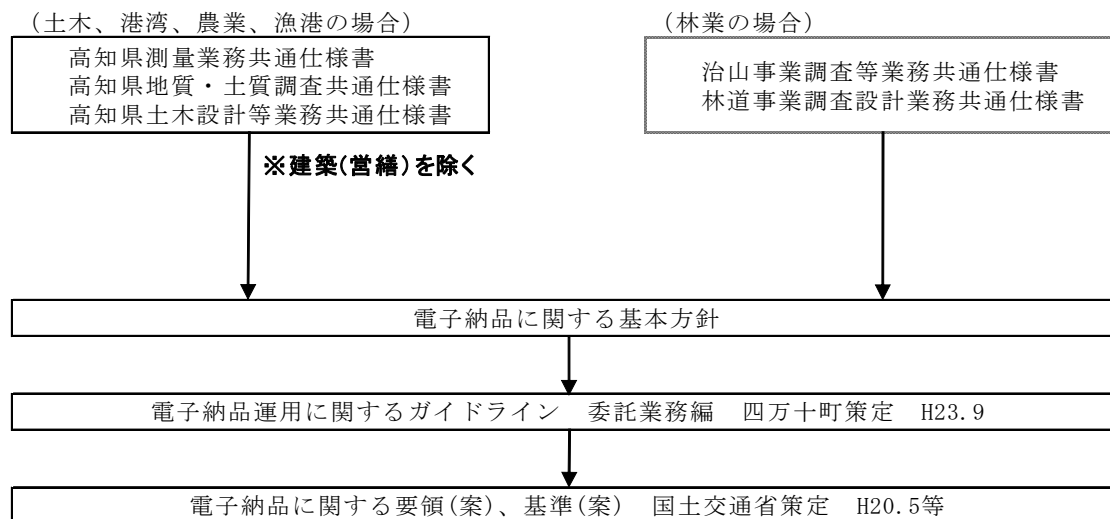 （土木、港湾、農業、漁港の場合）
高知県測量業務共通仕様書
高知県地質・土質調査共通仕様書
高知県土木設計等業務共通仕様書
（林業の場合）
治山事業調査等業務共通仕様書
林道事業調査設計業務共通仕様書
※建築(営繕)を除く
電子納品に関する基本方針
電子納品運用に関するガイドライン　委託業務編　四万十町策定　H23.9
電子納品に関する要領(案)、基準(案)　国土交通省策定　H20.5等